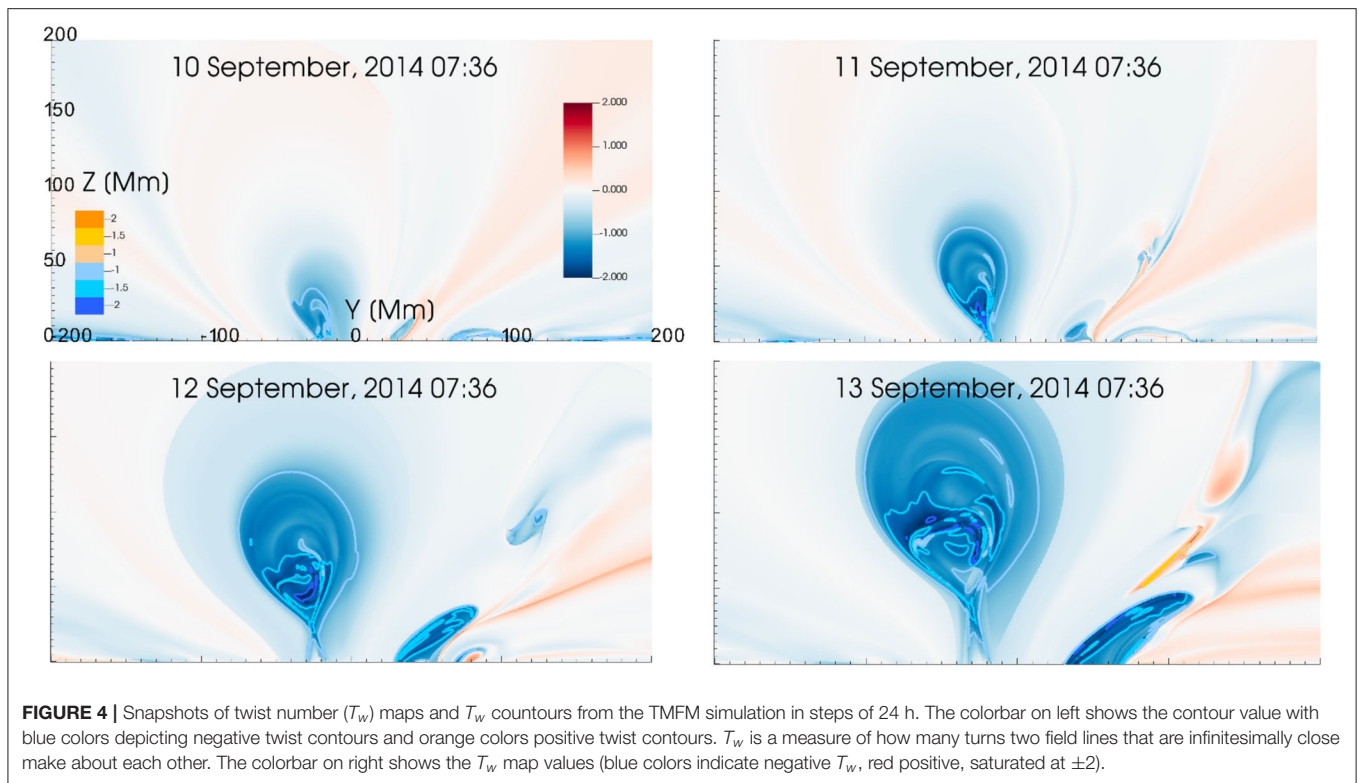 200
10 September, 2014 07:36
11 September, 2014 07:36
150
2.000
1.000
100 Z (Mm)
0.000
2
1.5
1
-1
-1.5
-2
-1.000
50
-2.000
Y (Mm)
0.200
-100
0
100
200
12 September, 2014 07:36
13 September, 2014 07:36
FIGURE 4 | Snapshots of twist number (Tw) maps and Tw countours from the TMFM simulation in steps of 24 h. The colorbar on left shows the contour value with
blue colors depicting negative twist contours and orange colors positive twist contours. Tw is a measure of how many turns two field lines that are infinitesimally close
make about each other. The colorbar on right shows the Tw map values (blue colors indicate negative Tw, red positive, saturated at ±2).